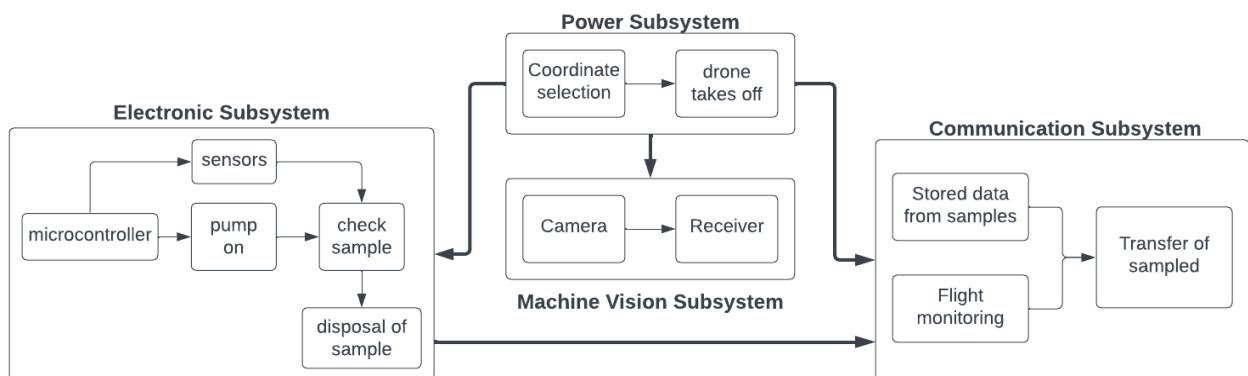 Power Subsystem
Coordinate
selection
drone
takes off
Electronic Subsystem
sensors
microcontroller
pump
on
check
sample
disposal of
sample
Camera
Receiver
Machine Vision Subsystem
Communication Subsystem
Stored data
from samples
Flight
monitoring
Transfer of
sampled